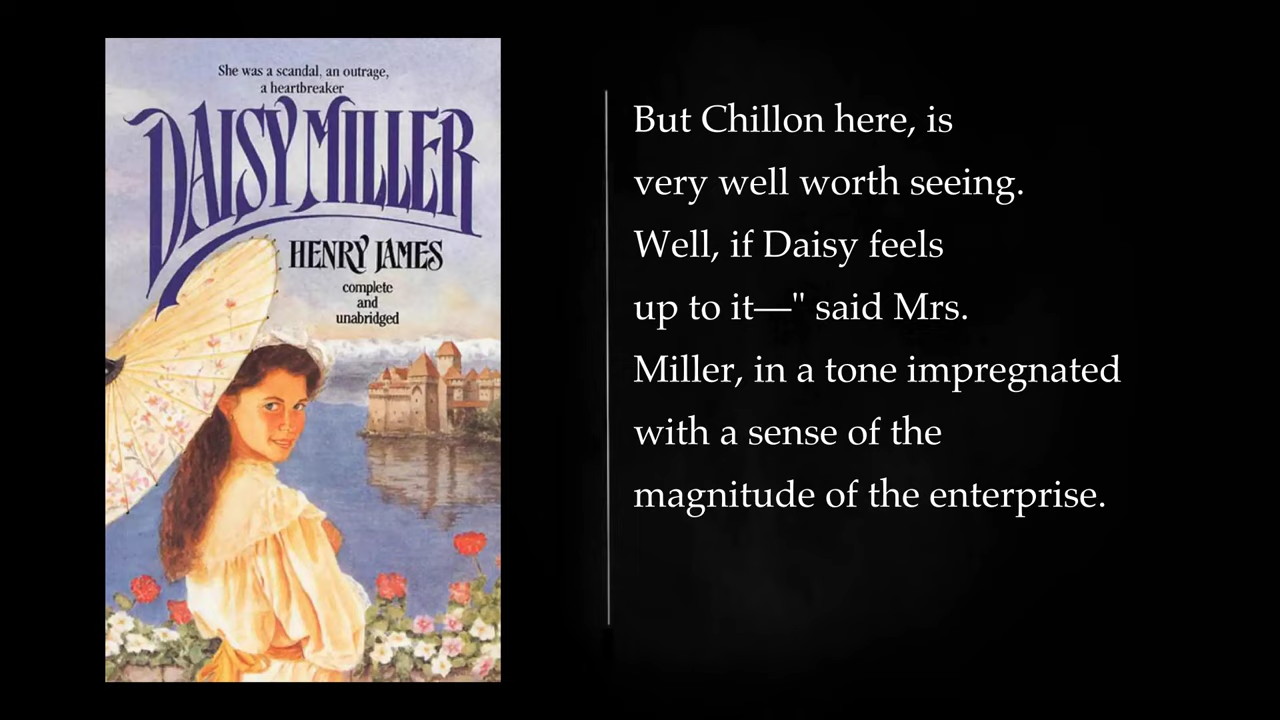 She was a scandal, an outrage,
a heartbreaker
DAISY MILLER
HENRY JAMES
complete
and
unabridged
But Chillon here, is
very well worth seeing.
Well, if Daisy feels
up to it—" said Mrs.
Miller, in a tone impregnated
with a sense of the
magnitude of the enterprise.